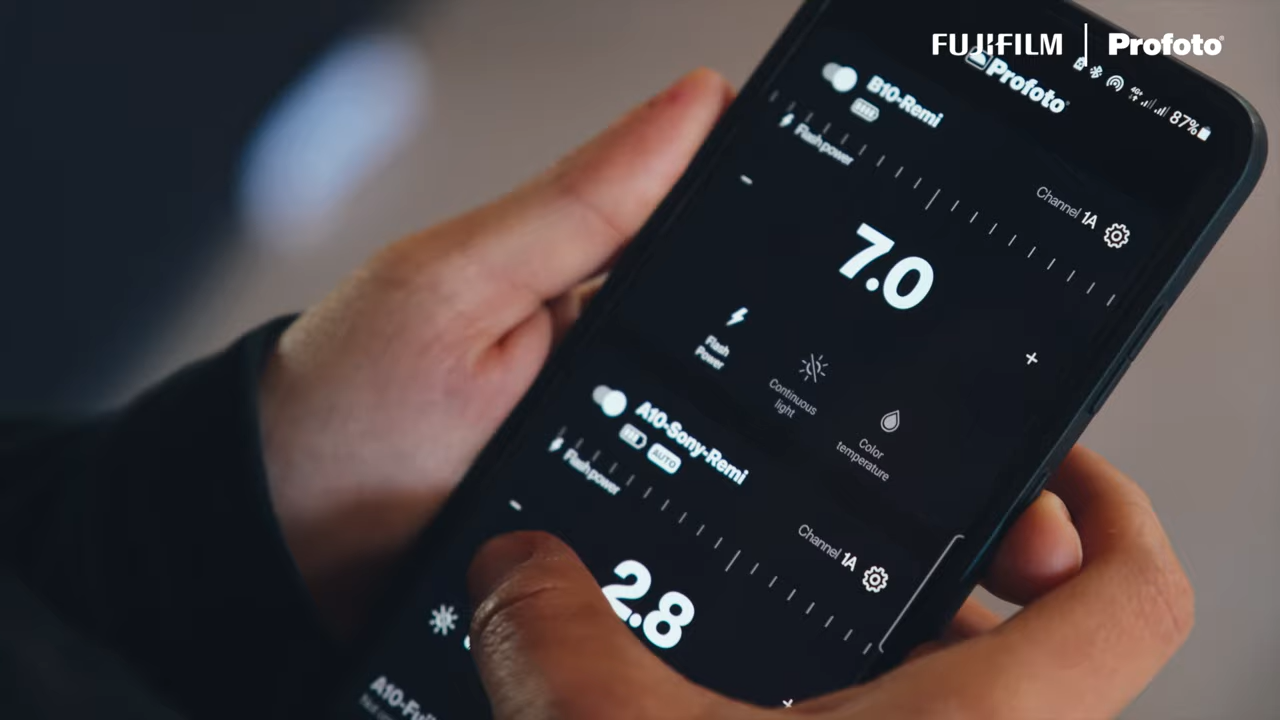 FUJIFILM | Profoto
Profoto
4G+
87%
B10-Remi
Flash power
Channel 1A
-
7.0
+
Flash
Power
Continuous
light
Color
temperature
A10-Sony-Remi
AUTO
Flash power
Channel 1A
-
2.8
+